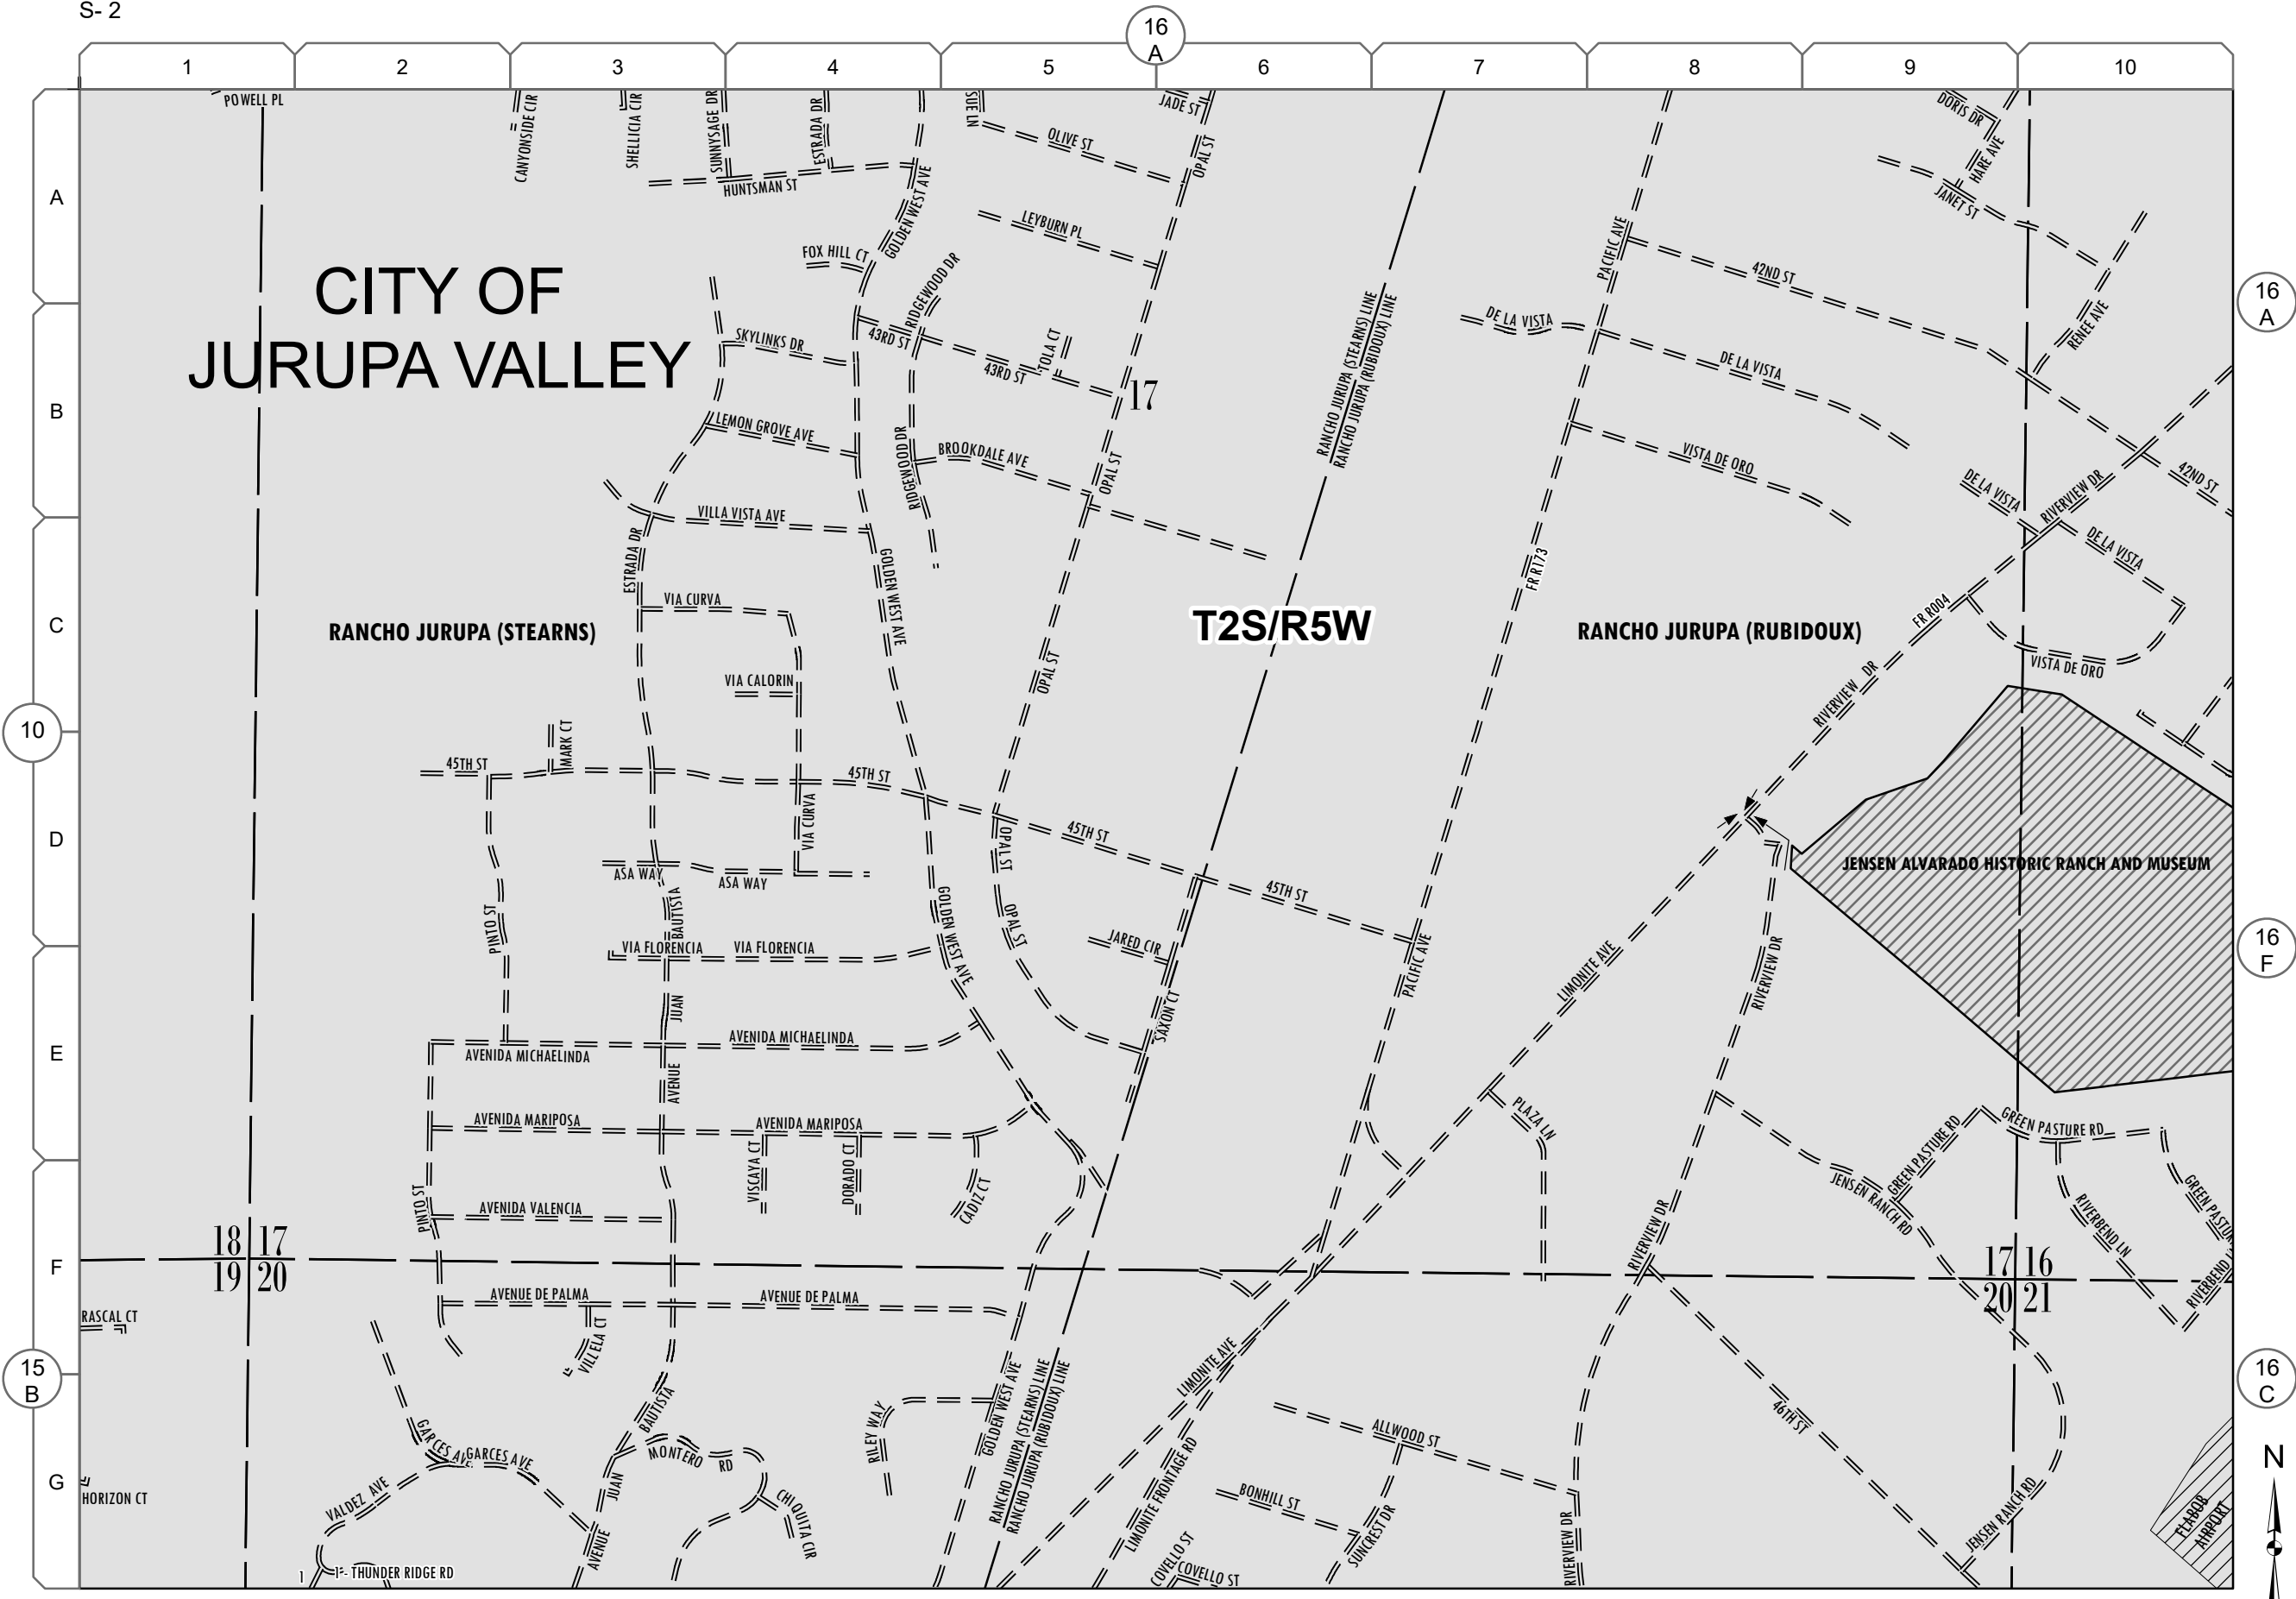 S- 2
16
A
1
2
3
4
5
6
7
8
9
10
A
B
C
D
E
F
G
POWELL PL
CANYONSIDE CIR
SHELLICIA CIR
SUNNYSAGE DR
ESTRADA DR
HUNTSMAN ST
GOLDEN WEST AVE
SUE LN
OLIVE ST
JADE ST
OPAL ST
LEYBURN PL
FOX HILL CT
RIDGEWOOD DR
PACIFIC AVE
42ND ST
DORIS DR
HARE AVE
JANET ST
RENEE AVE
16
A
CITY OF
JURUPA VALLEY
SKYLINKS DR
43RD ST
43RD ST
TOLA CT
17
RANCHO JURUPA (STEARNS) LINE
RANCHO JURUPA (RUBIDOUX) LINE
DE LA VISTA
DE LA VISTA
LEMON GROVE AVE
RIDGEWOOD DR
BROOKDALE AVE
OPAL ST
VISTA DE ORO
DE LA VISTA
RIVERVIEW DR
42ND ST
VILLA VISTA AVE
ESTRADA DR
GOLDEN WEST AVE
FR R173
DE LA VISTA
VIA CURVA
RANCHO JURUPA (STEARNS)
T2S/R5W
RANCHO JURUPA (RUBIDOUX)
FR R004
VISTA DE ORO
VIA CALORIN
OPAL ST
RIVERVIEW DR
10
MARK CT
45TH ST
45TH ST
VIA CURVA
45TH ST
OPAL ST
ASA WAY
ASA WAY
45TH ST
JENSEN ALVARADO HISTORIC RANCH AND MUSEUM
PINTO ST
BAUTISTA
GOLDEN WEST AVE
OPAL ST
VIA FLORENCIA
VIA FLORENCIA
JARED CIR
PACIFIC AVE
LIMONITE AVE
RIVERVIEW DR
16
F
JUAN
SAXON CT
AVENIDA MICHAELINDA
AVENIDA MICHAELINDA
AVENUE
AVENIDA MARIPOSA
AVENIDA MARIPOSA
PLAZA LN
GREEN PASTURE RD
GREEN PASTURE RD
VISCAYA CT
DORADO CT
CADIZ CT
PINTO ST
AVENIDA VALENCIA
JENSEN RANCH RD
RIVERBEND LN
GREEN PASTUR
RIVERVIEW DR
18
17
19
20
17
16
20
21
RIVERBEND
AVENUE DE PALMA
AVENUE DE PALMA
RASCAL CT
VILLELA CT
15
B
16
C
LIMONITE AVE
GOLDEN WEST AVE
RANCHO JURUPA (STEARNS) LINE
RANCHO JURUPA (RUBIDOUX) LINE
BAUTISTA
RILEY WAY
46TH ST
ALLWOOD ST
GARCES AVE
GARCES AVE
MONTERO
RD
LIMONITE FRONTAGE RD
N
HORIZON CT
VALDEZ AVE
JUAN
CHIQUITA CIR
BONHILL ST
SUNCREST DR
RIVERVIEW DR
JENSEN RANCH RD
FLABOB
AIRPORT
AVENUE
COVELLO ST
COVELLO ST
1
1 - THUNDER RIDGE RD